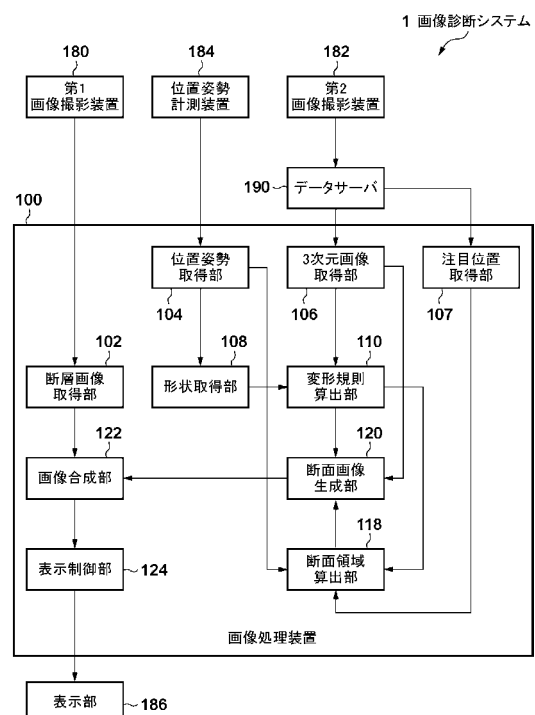 1 画像診断システム
180
184
182
第1
画像撮影装置
位置姿勢
計測装置
第2
画像撮影装置
190
データサーバ
100
位置姿勢
取得部
3次元画像
取得部
注目位置
取得部
104
106
107
102
108
110
断層画像
取得部
形状取得部
変形規則
算出部
122
120
画像合成部
断面画像
生成部
118
表示制御部
124
断面領域
算出部
画像処理装置
表示部
186